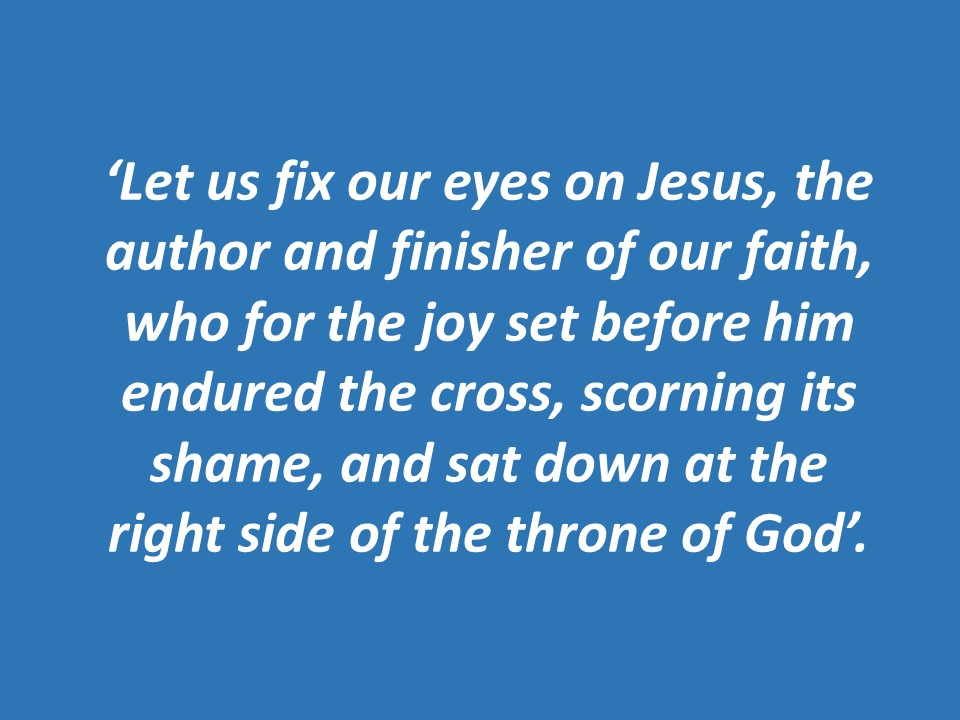 ‘Let us fix our eyes on Jesus, the
author and finisher of our faith,
who for the joy set before him
endured the cross, scorning its
shame, and sat down at the
right side of the throne of God’.